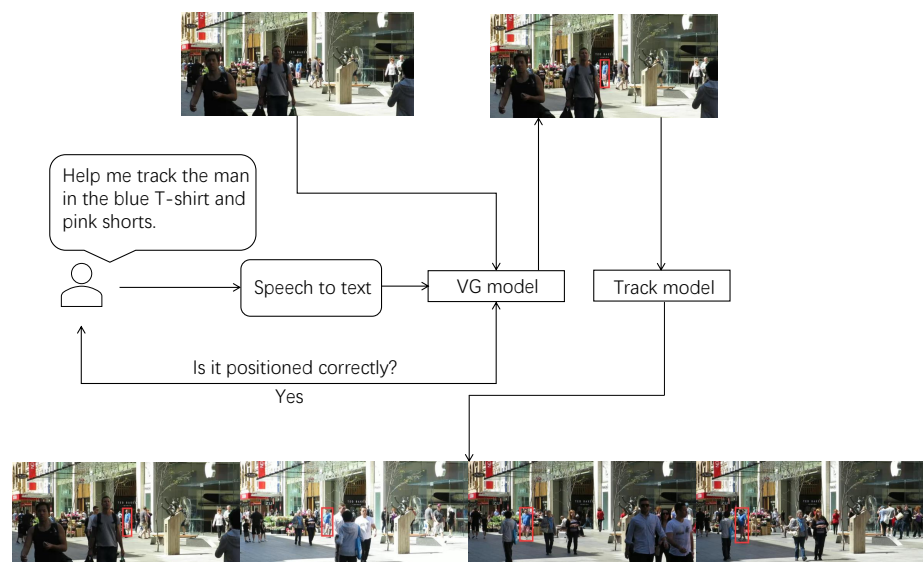 Help me track the man
in the blue T-shirt and
pink shorts.
Speech to text
VG model
Track model
Is it positioned correctly?
Yes